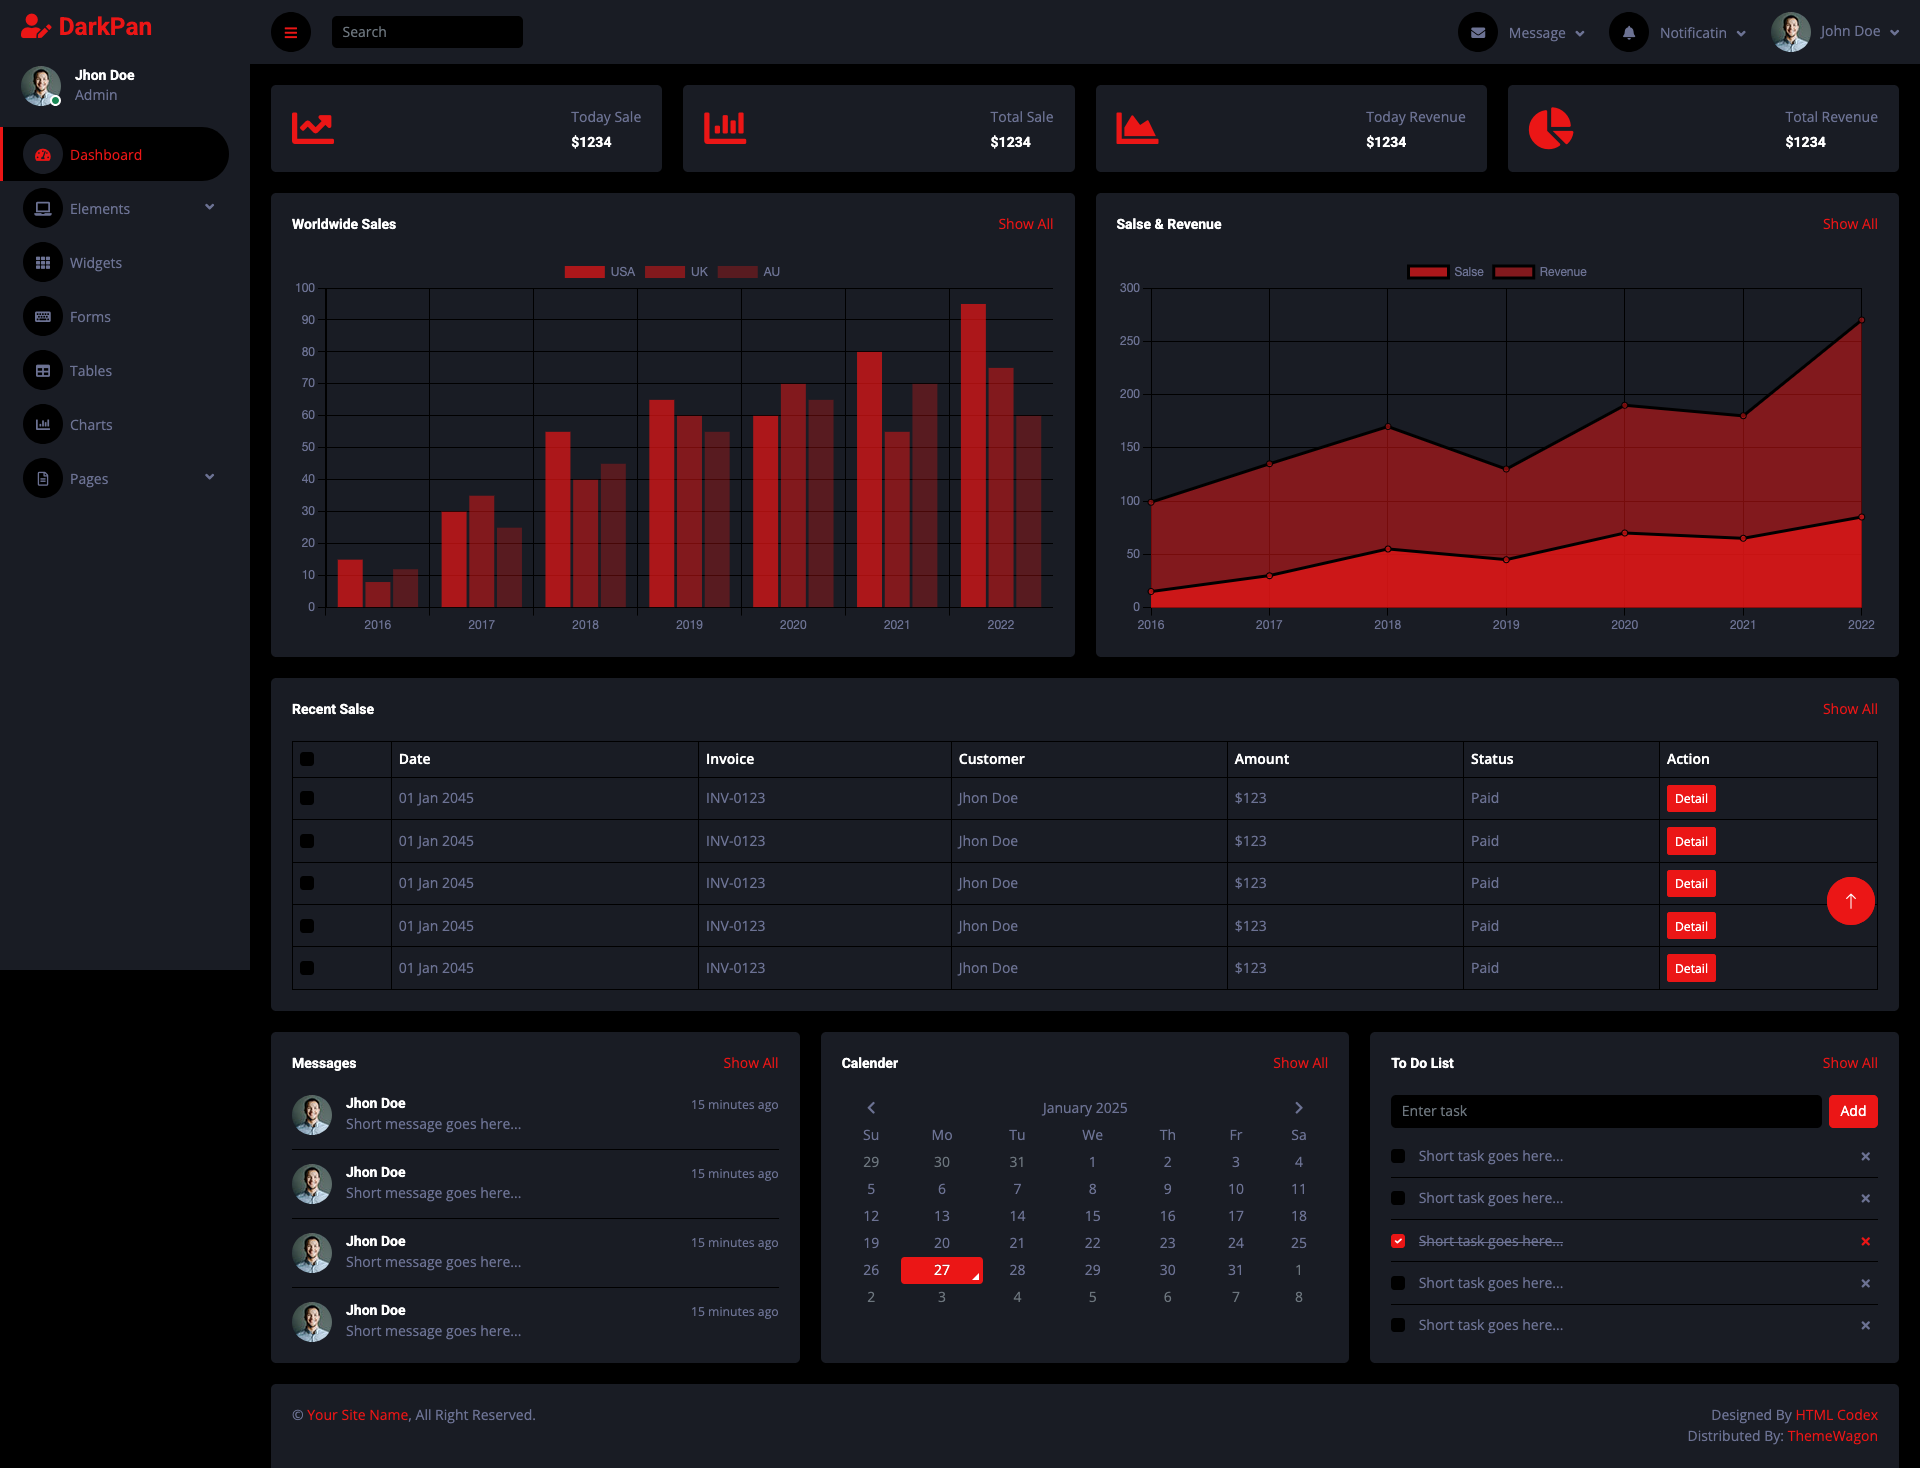 DarkPan
Jhon Doe
Admin
Dashboard
Elements
Widgets
Forms
Tables
Charts
Pages
Search
Message
Notificatin
John Doe
Today Sale
$1234
Total Sale
$1234
Today Revenue
$1234
Total Revenue
$1234
Worldwide Sales
Show All
USA UK AU
100
90
80
70
60
50
40
30
20
10
0
2016 2017 2018 2019 2020 2021 2022
Salse & Revenue
Show All
Salse Revenue
300
250
200
150
100
50
0
2016 2017 2018 2019 2020 2021 2022
Recent Salse
Show All
Date Invoice Customer Amount Status Action
01 Jan 2045 INV-0123 Jhon Doe $123 Paid Detail
01 Jan 2045 INV-0123 Jhon Doe $123 Paid Detail
01 Jan 2045 INV-0123 Jhon Doe $123 Paid Detail
01 Jan 2045 INV-0123 Jhon Doe $123 Paid Detail
01 Jan 2045 INV-0123 Jhon Doe $123 Paid Detail
Messages
Show All
Jhon Doe
15 minutes ago
Short message goes here...
Jhon Doe
15 minutes ago
Short message goes here...
Jhon Doe
15 minutes ago
Short message goes here...
Jhon Doe
15 minutes ago
Short message goes here...
Calender
Show All
January 2025
Su Mo Tu We Th Fr Sa
29 30 31 1 2 3 4
5 6 7 8 9 10 11
12 13 14 15 16 17 18
19 20 21 22 23 24 25
26 27 28 29 30 31 1
2 3 4 5 6 7 8
To Do List
Show All
Enter task
Add
Short task goes here...
Short task goes here...
Short task goes here...
Short task goes here...
Short task goes here...
© Your Site Name, All Right Reserved.
Designed By HTML Codex
Distributed By: ThemeWagon